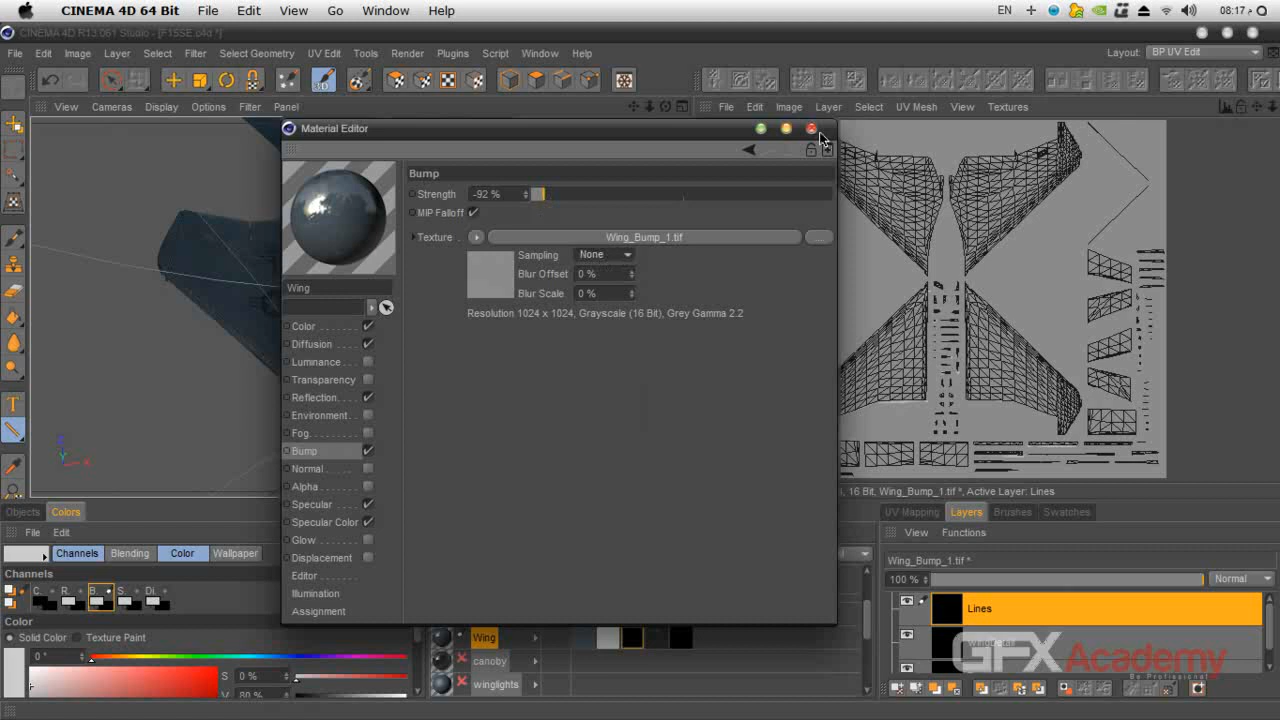 CINEMA 4D 64 Bit File Edit View Go Window Help EN 08:17 م
CINEMA 4D R13.061 Studio - [F15SE.c4d *]
File Edit Image Layer Select Filter Select Geometry UV Edit Tools Render Plugins Script Window Help Layout: BP UV Edit
View Cameras Display Options Filter Panel File Edit Image Layer Select UV Mesh View Textures
Material Editor
Bump
Strength -92 %
MIP Falloff
Texture Wing_Bump_1.tif ....
Sampling None
Blur Offset 0 %
Blur Scale 0 %
Resolution 1024 x 1024, Grayscale (16 Bit), Grey Gamma 2.2
Wing
Color
Diffusion
Luminance
Transparency
Reflection
Environment
Fog
Bump
Normal
Alpha
Specular
Specular Color
Glow
Displacement
Editor
Illumination
Assignment
Y
X
, 16 Bit, Wing_Bump_1.tif *, Active Layer: Lines
Objects Colors
File Edit
Channels Blending Color Wallpaper
Channels
C. R. B. S. Di.
Color
Solid Color Texture Paint
0 °
S 0 %
V 80 %
Wing
canoby
winglights
UV Mapping Layers Brushes Swatches
View Functions
Wing_Bump_1.tif *
100 % Normal
Lines
GFX Academy
Be Professional